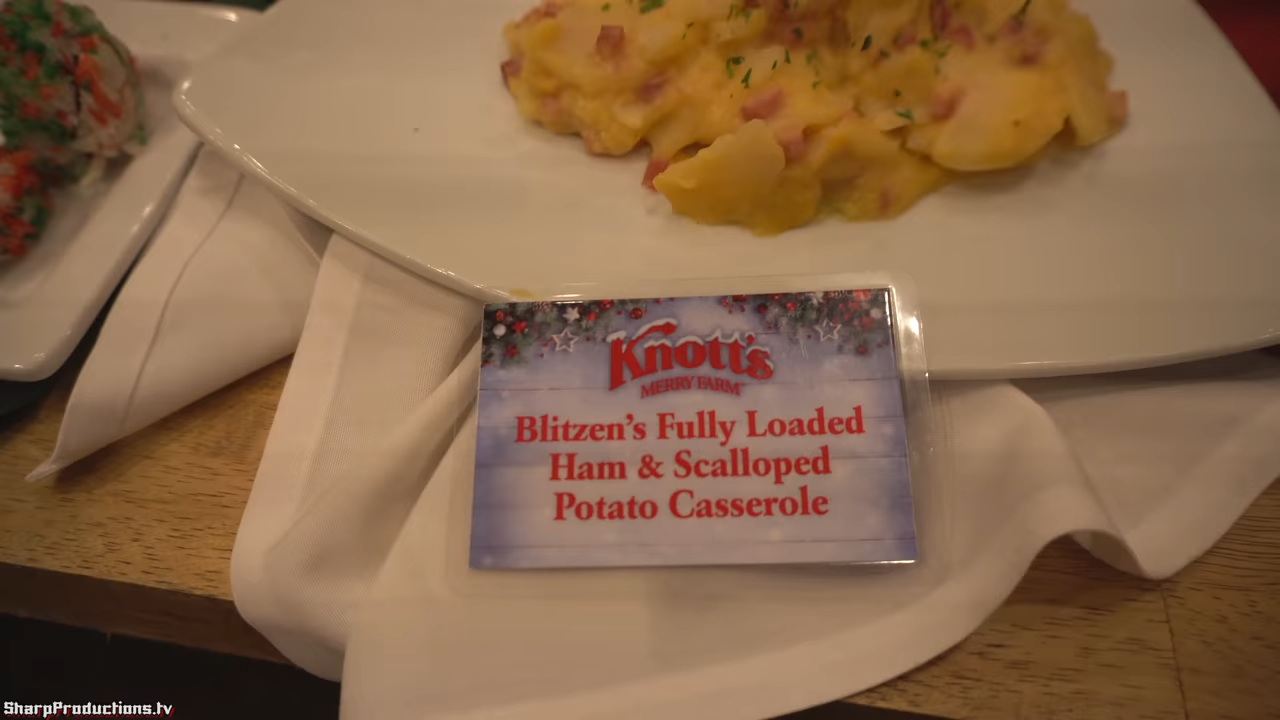 Knott's
MERRY FARM
Blitzen's Fully Loaded
Ham & Scalloped
Potato Casserole
SharpProductions.tv